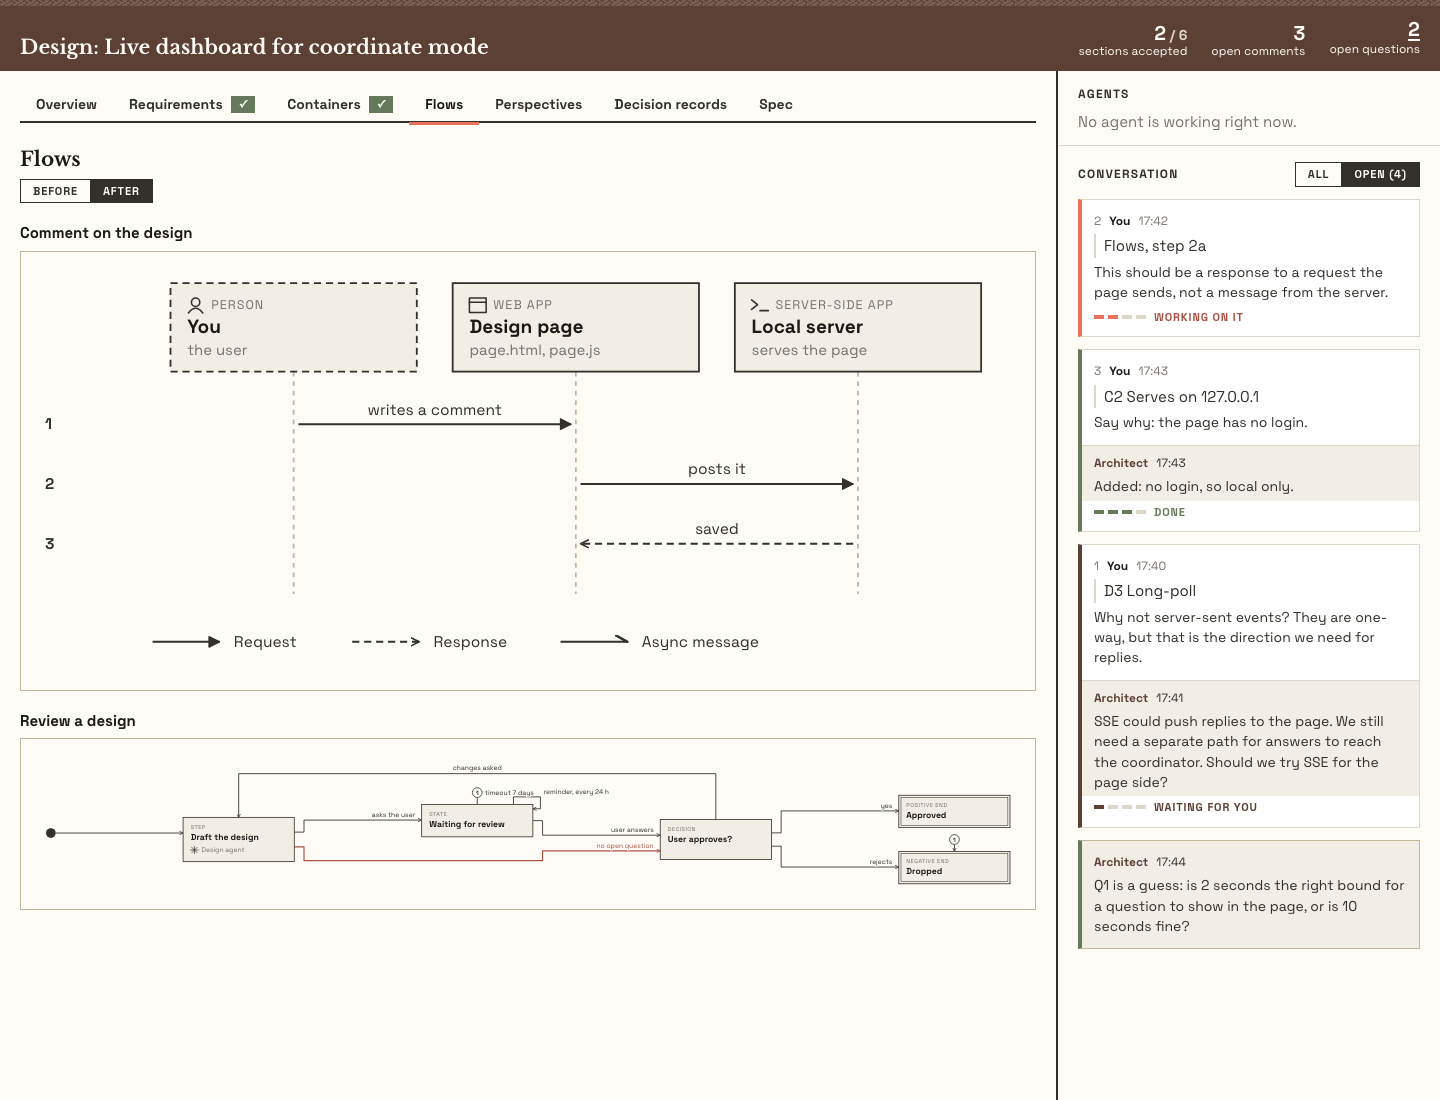 Design: Live dashboard for coordinate mode
2 / 6
sections accepted
3
open comments
2
open questions
Overview
Requirements ✓
Containers ✓
Flows
Perspectives
Decision records
Spec
Flows
BEFORE
AFTER
Comment on the design
PERSON
You
the user
WEB APP
Design page
page.html, page.js
SERVER-SIDE APP
Local server
serves the page
writes a comment
1
posts it
2
saved
3
Request
Response
Async message
Review a design
changes asked
timeout 7 days
reminder, every 24 h
STEP
Draft the design
Design agent
asks the user
STATE
Waiting for review
user answers
no open question
DECISION
User approves?
yes
POSITIVE END
Approved
rejects
NEGATIVE END
Dropped
AGENTS
No agent is working right now.
CONVERSATION
ALL
OPEN (4)
2 You 17:42
Flows, step 2a
This should be a response to a request the
page sends, not a message from the server.
WORKING ON IT
3 You 17:43
C2 Serves on 127.0.0.1
Say why: the page has no login.
Architect 17:43
Added: no login, so local only.
DONE
1 You 17:40
D3 Long-poll
Why not server-sent events? They are one-
way, but that is the direction we need for
replies.
Architect 17:41
SSE could push replies to the page. We still
need a separate path for answers to reach
the coordinator. Should we try SSE for the
page side?
WAITING FOR YOU
Architect 17:44
Q1 is a guess: is 2 seconds the right bound for
a question to show in the page, or is 10
seconds fine?